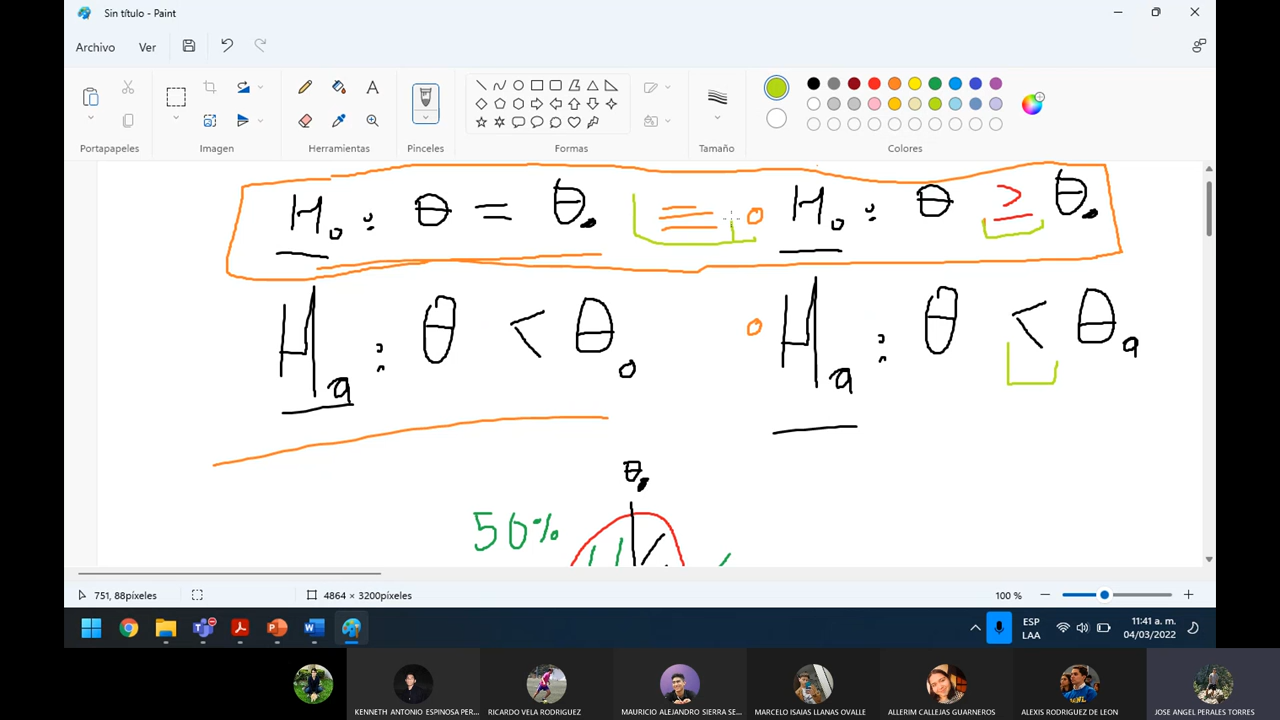 Sin título - Paint
Archivo Ver
Portapapeles Imagen Herramientas Pinceles Formas Tamaño Colores
H₀ : θ = θ₀ ≡ H₀ : θ ≥ θ₀
Hₐ : θ < θ₀ Hₐ : θ < θₐ
θ₀
50%
751, 88píxeles 4864 × 3200píxeles 100 %
ESP
LAA
11:41 a. m.
04/03/2022
KENNETH ANTONIO ESPINOSA PER... RICARDO VELA RODRIGUEZ MAURICIO ALEJANDRO SIERRA SE... MARCELO ISAIAS LLANAS OVALLE ALLERIM CALLEJAS GUARNEROS ALEXIS RODRIGUEZ DE LEON JOSE ANGEL PERALES TORRES